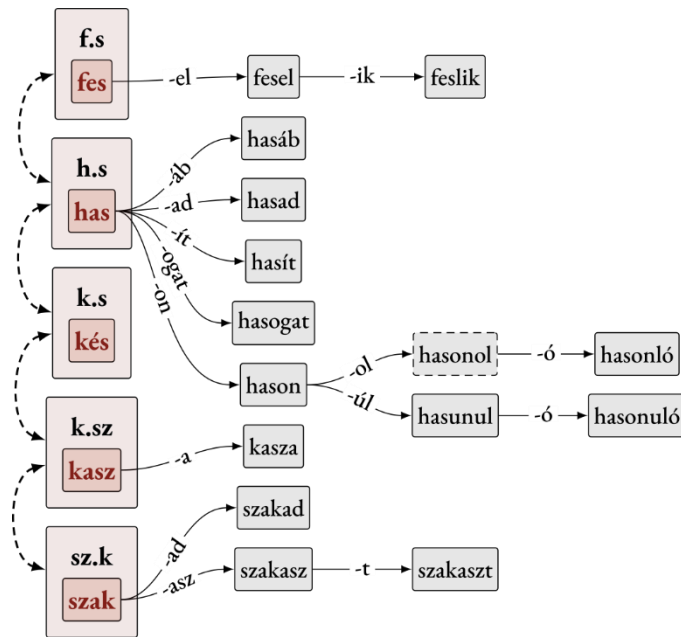 f.s
fes
-el
fesel
-ik
feslik
h.s
has
-áb
hasáb
-ad
hasad
-ít
hasít
-ogat
hasogat
-on
hason
-ol
hasonol
-ó
hasonló
-úl
hasunul
-ó
hasonuló
k.s
kés
k.sz
kasz
-a
kasza
sz.k
szak
-ad
szakad
-asz
szakasz
-t
szakaszt